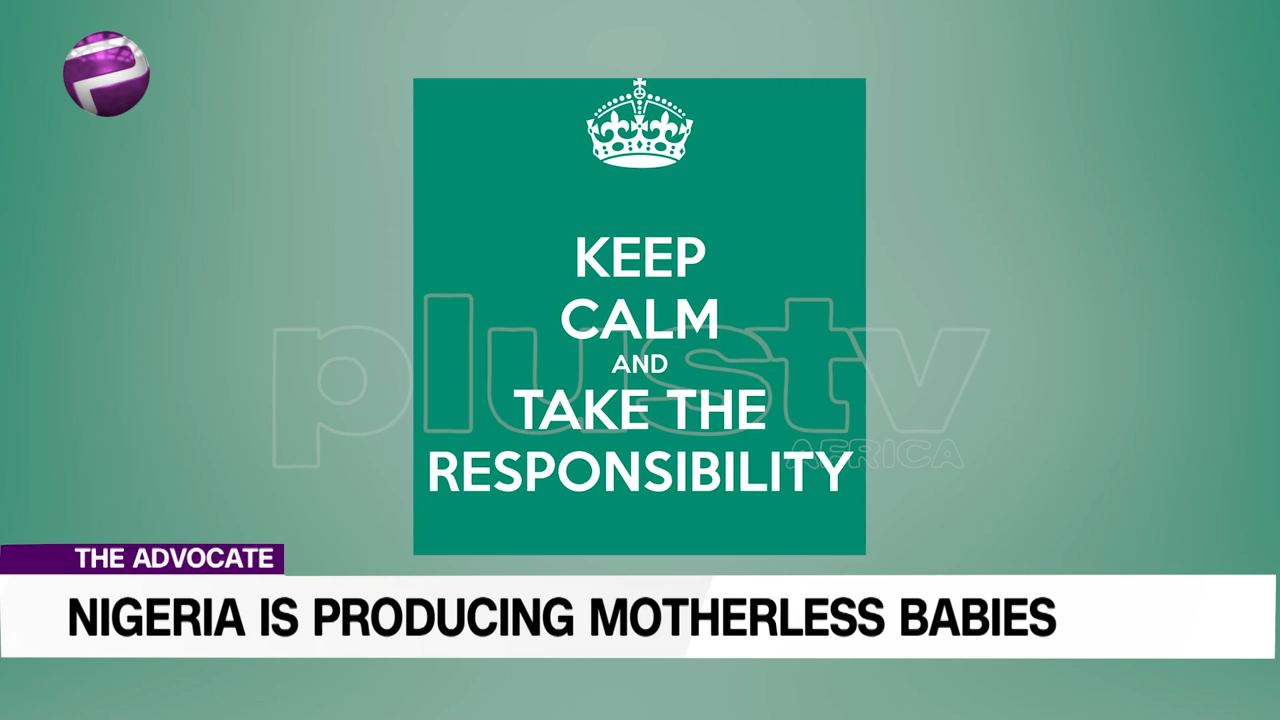 KEEP
CALM
AND
TAKE THE
RESPONSIBILITY
plustv
AFRICA
THE ADVOCATE
NIGERIA IS PRODUCING MOTHERLESS BABIES